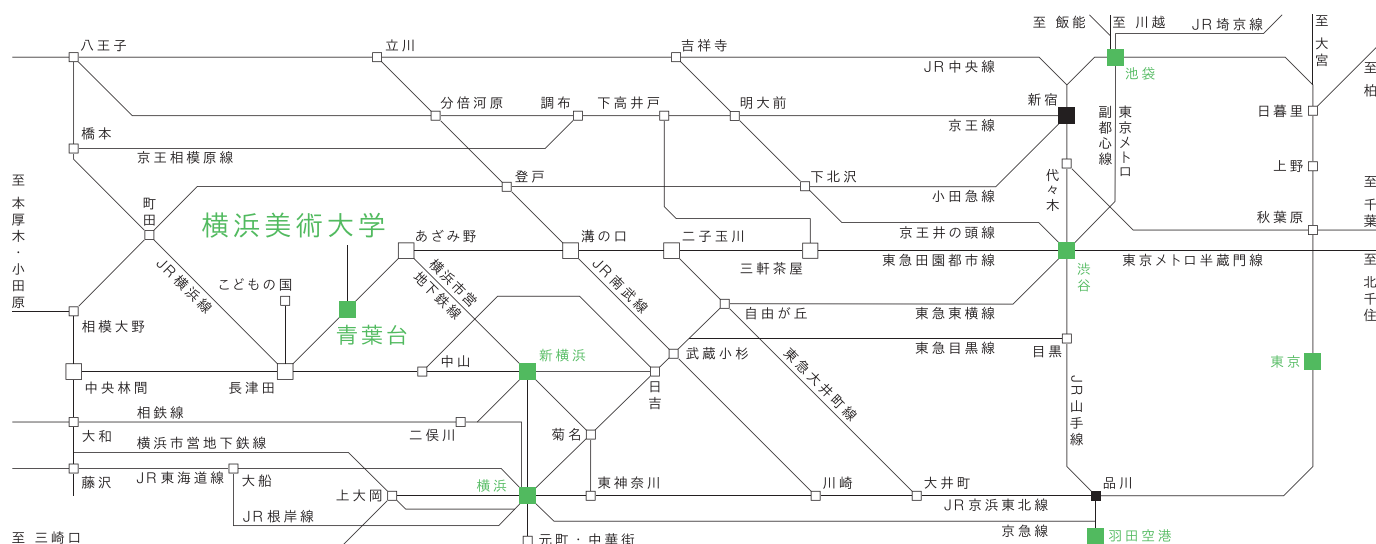 至 飯能
至 川越
JR埼京線
至 大宮
八王子
立川
吉祥寺
JR中央線
池袋
至 柏
新宿
分倍河原
調布
下高井戸
明大前
京王線
副都心線
東京メトロ
日暮里
橋本
京王相模原線
上野
至 本厚木・小田原
登戸
下北沢
小田急線
代々木
至 千葉
町田
横浜美術大学
秋葉原
あざみ野
溝の口
二子玉川
京王井の頭線
三軒茶屋
東急田園都市線
渋谷
東京メトロ半蔵門線
至 北千住
JR横浜線
こどもの国
横浜市営
地下鉄線
JR南武線
相模大野
青葉台
自由が丘
東急東横線
中央林間
長津田
中山
新横浜
日吉
武蔵小杉
東急大井町線
東急目黒線
目黒
東京
JR山手線
相鉄線
大和
横浜市営地下鉄線
二俣川
菊名
藤沢
JR東海道線
大船
上大岡
横浜
東神奈川
川崎
大井町
品川
JR京浜東北線
JR根岸線
京急線
羽田空港
至 三崎口
元町・中華街